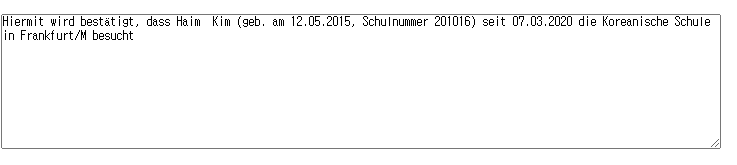 Hiermit wird bestätigt, dass Haim  Kim (geb. am 12.05.2015, Schulnummer 201016) seit 07.03.2020 die Koreanische Schule
in Frankfurt/M besucht